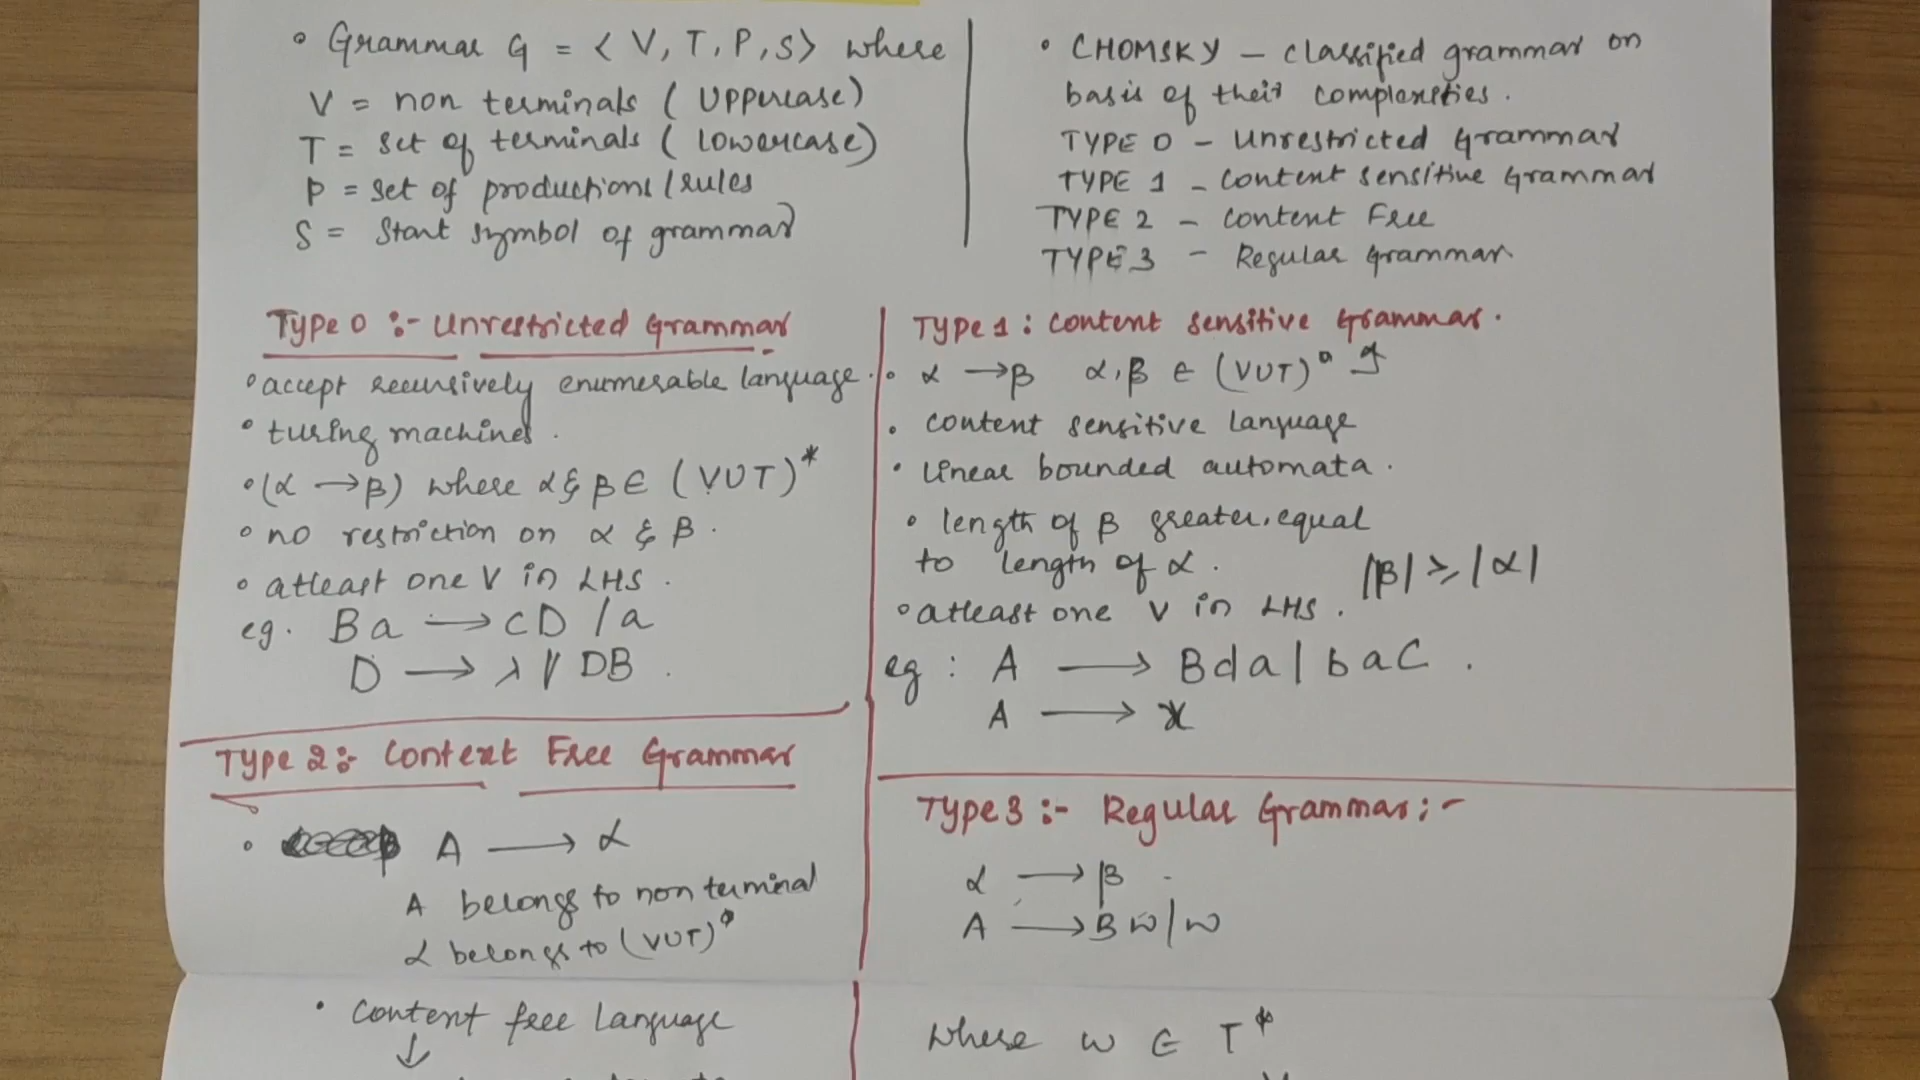 • Grammar G = < V, T, P, S> where
V = non terminals ( Uppercase)
T = set of terminals ( lowercase)
P = set of productions / rules
S = Start symbol of grammar
• CHOMSKY – classified grammar on
basis of their complexities.
TYPE 0 – Unrestricted Grammar
TYPE 1 – Content Sensitive Grammar
TYPE 2 – Content Free
TYPE 3 – Regular Grammar
Type 0 :- Unrestricted Grammar
• accept recursively enumerable language.
• turing machines.
• (α → β) where α & β ∈ (VUT)*
• no restriction on α & β.
• atleast one V in LHS.
eg. Ba → cD / a
D → λ | DB.
Type 1 : Content Sensitive Grammar.
• α → β α, β ∈ (VUT)*
• Content sensitive Language
• Linear bounded automata.
• length of β greater, equal
to length of α. |β| ≥ |α|
• atleast one V in LHS.
eg : A → Bda | baC.
A →
Type 2 :- Context Free Grammar
• A → α
A belongs to non terminal
α belongs to (VUT)*
• Content free Language
↓
Type 3 :- Regular Grammar :-
α → β
A → Bw | w
where w ∈ T*